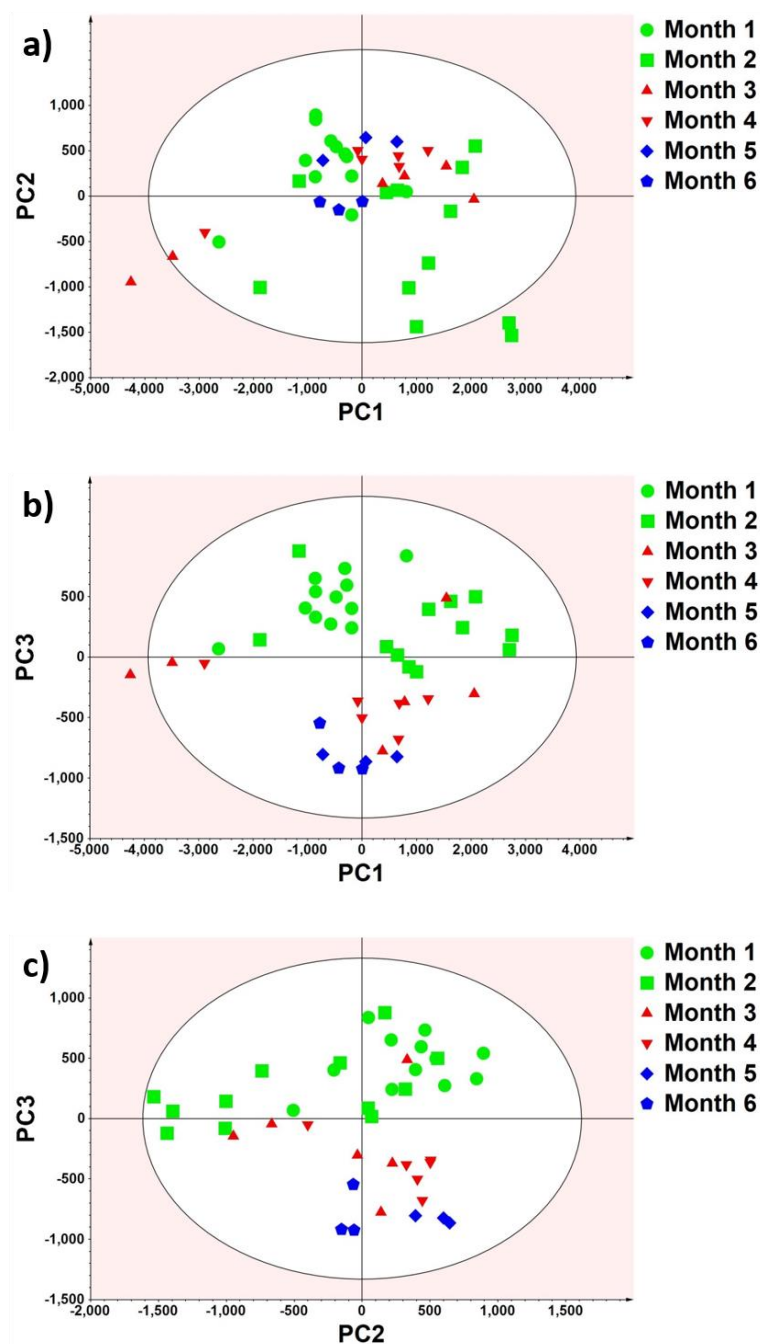 a)
PC2
1,000
500
0
-500
-1,000
-1,500
-2,000
-5,000 -4,000 -3,000 -2,000 -1,000 0 1,000 2,000 3,000 4,000
PC1
Month 1
Month 2
Month 3
Month 4
Month 5
Month 6
b)
PC3
500
0
-500
-1,000
-1,500
-5,000 -4,000 -3,000 -2,000 -1,000 0 1,000 2,000 3,000 4,000
PC1
Month 1
Month 2
Month 3
Month 4
Month 5
Month 6
c)
PC3
1,000
500
0
-500
-1,000
-1,500
-2,000 -1,500 -1,000 -500 0 500 1,000 1,500
PC2
Month 1
Month 2
Month 3
Month 4
Month 5
Month 6